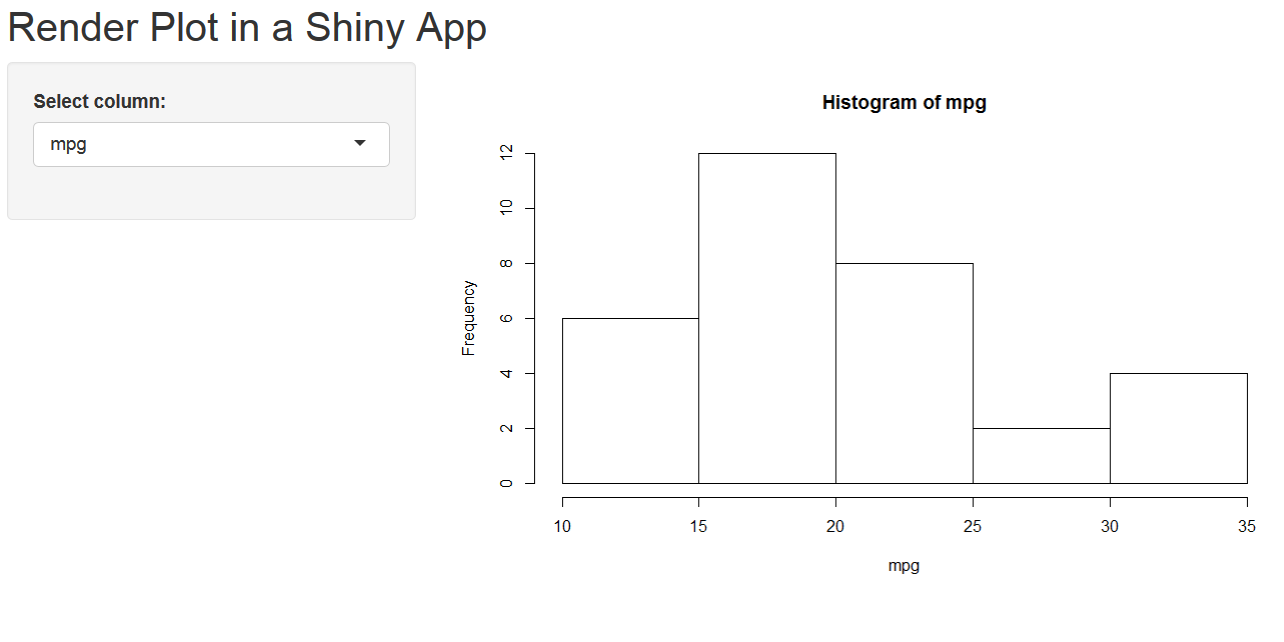 Render Plot in a Shiny App
Select column:
mpg
Histogram of mpg
Frequency
12
10
8
6
4
2
0
10 15 20 25 30 35
mpg